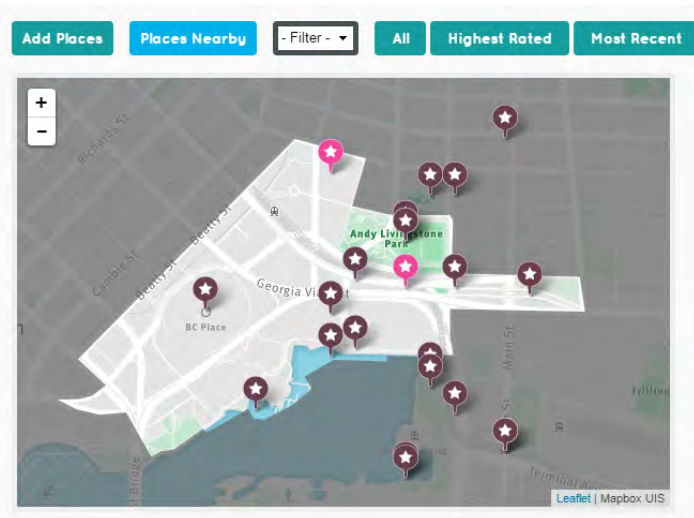 Add Places
Places Nearby
- Filter -
All
Highest Rated
Most Recent
+
−
Richards St
Cambie St
Beatty St
Beatty St
Andy Livingstone
Park
Georgia Viaduct
BC Place
Main St
Terminal Ave
Leaflet | Mapbox UIS